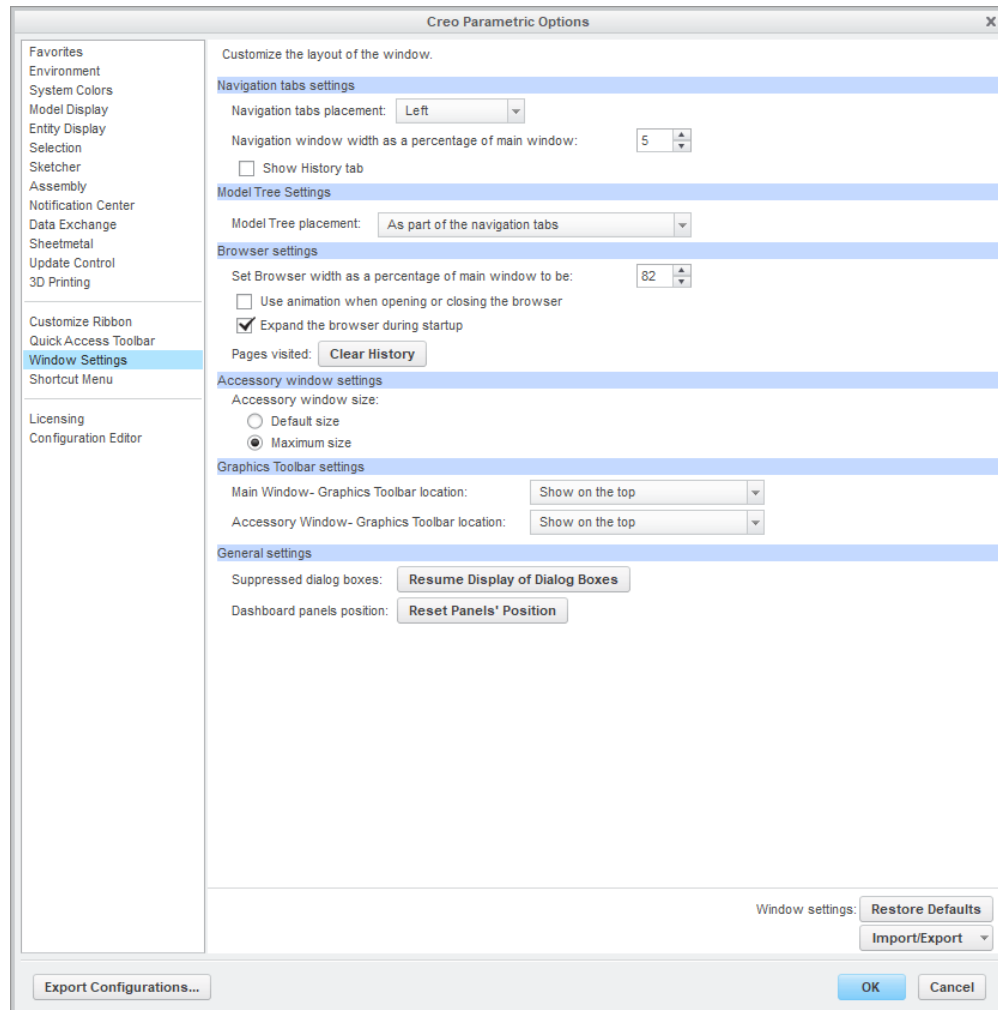 Creo Parametric Options
Favorites
Environment
System Colors
Model Display
Entity Display
Selection
Sketcher
Assembly
Notification Center
Data Exchange
Sheetmetal
Update Control
3D Printing
Customize Ribbon
Quick Access Toolbar
Window Settings
Shortcut Menu
Licensing
Configuration Editor
Customize the layout of the window.
Navigation tabs settings
Navigation tabs placement: Left
Navigation window width as a percentage of main window: 5
Show History tab
Model Tree Settings
Model Tree placement: As part of the navigation tabs
Browser settings
Set Browser width as a percentage of main window to be: 82
Use animation when opening or closing the browser
Expand the browser during startup
Pages visited: Clear History
Accessory window settings
Accessory window size:
Default size
Maximum size
Graphics Toolbar settings
Main Window- Graphics Toolbar location: Show on the top
Accessory Window- Graphics Toolbar location: Show on the top
General settings
Suppressed dialog boxes: Resume Display of Dialog Boxes
Dashboard panels position: Reset Panels' Position
Window settings: Restore Defaults
Import/Export
Export Configurations...
OK Cancel